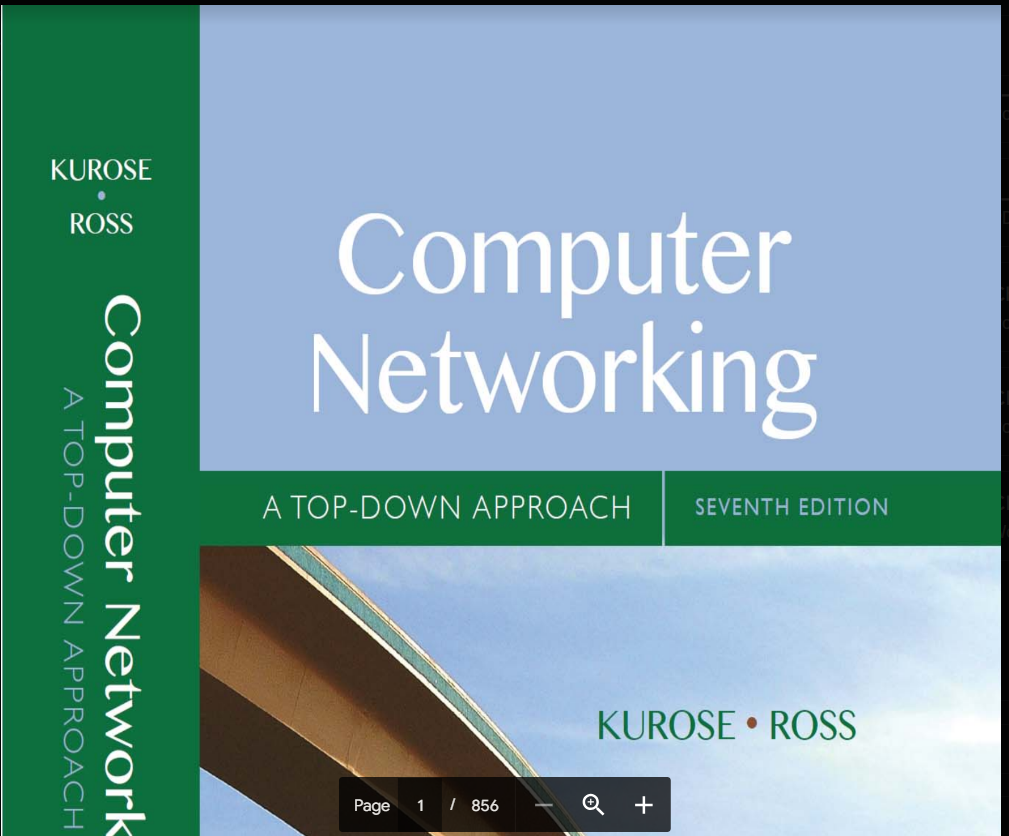 KUROSE
•
ROSS
Computer Network
A TOP-DOWN APPROACH
Computer
Networking
A TOP-DOWN APPROACH
SEVENTH EDITION
KUROSE • ROSS
Page 1 / 856